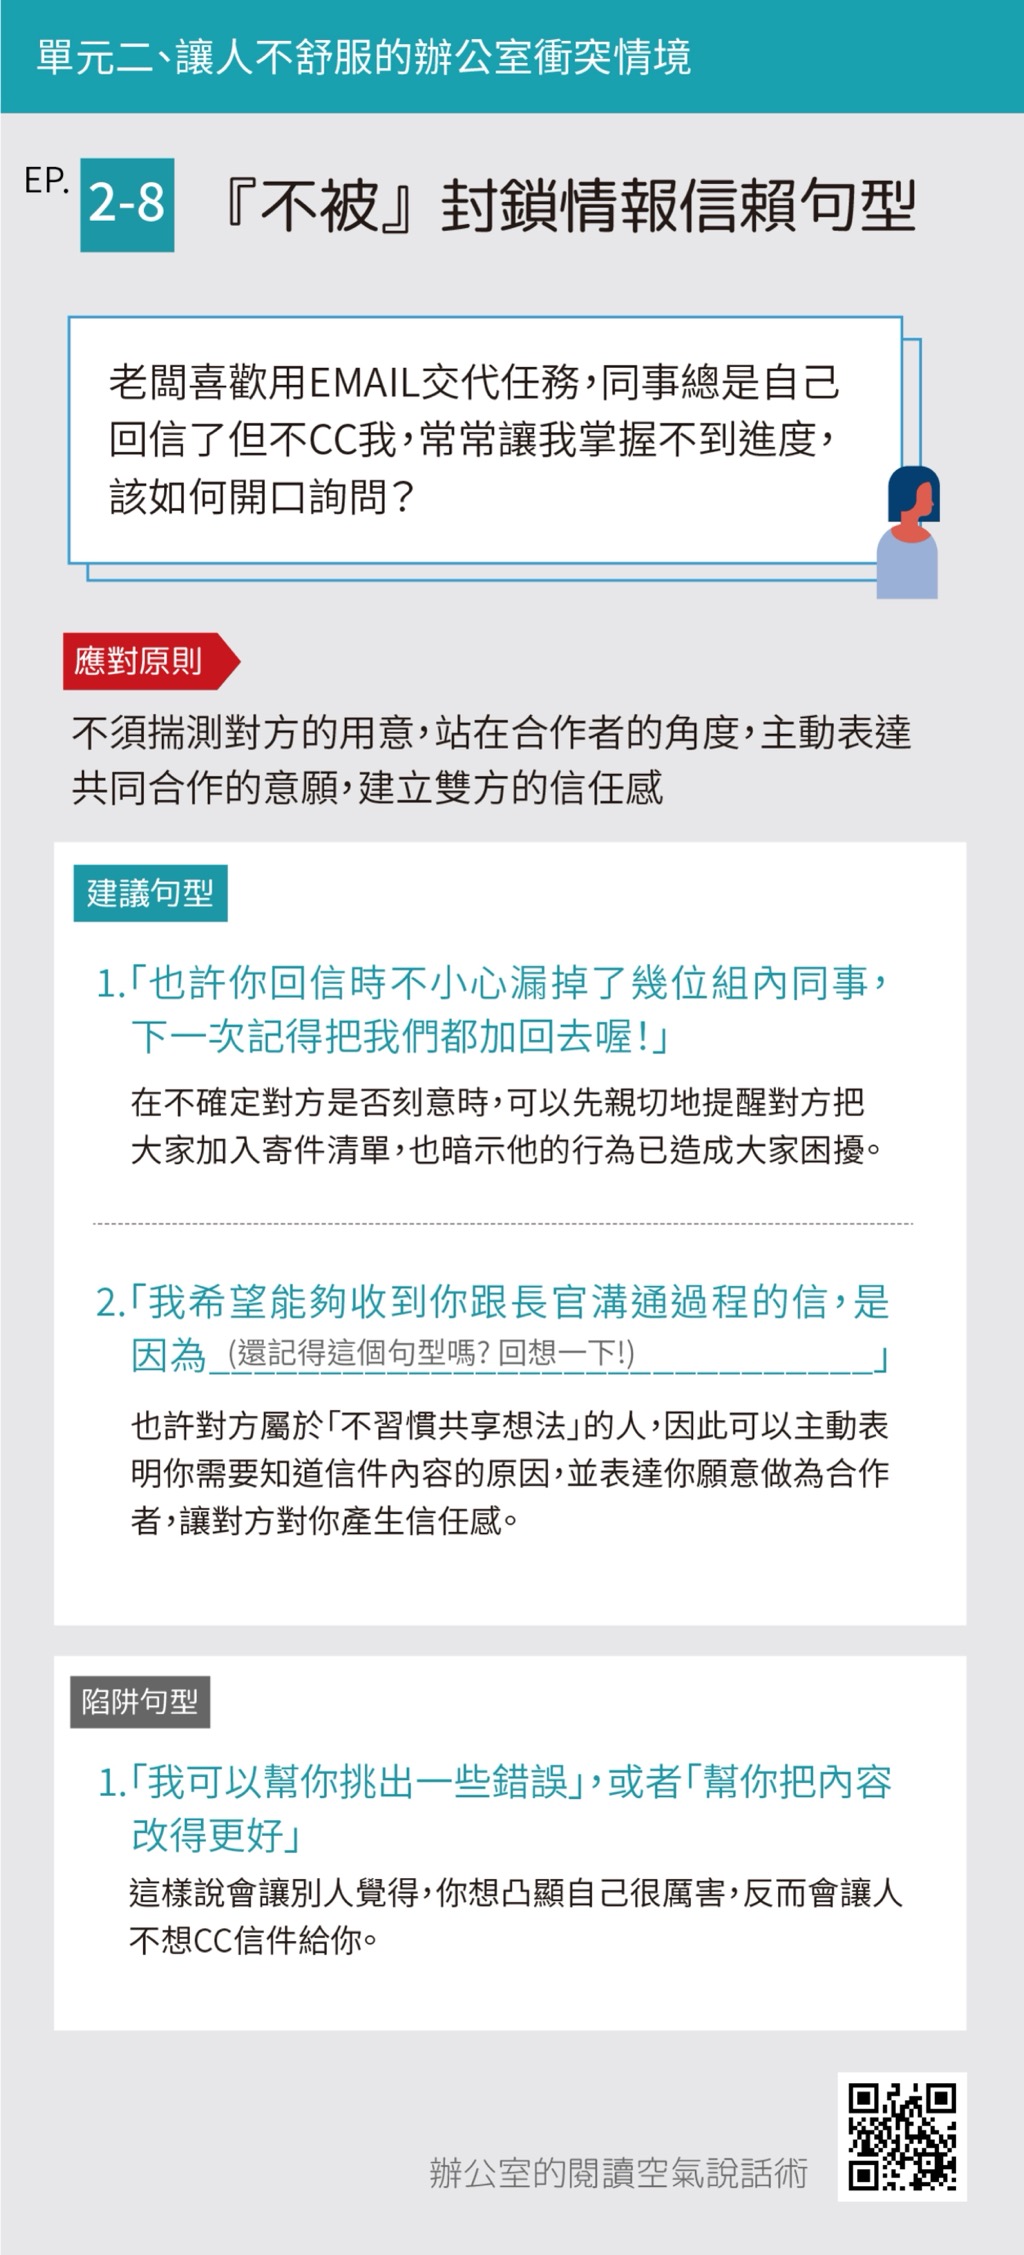 單元二、讓人不舒服的辦公室衝突情境
EP. 2-8 『不被』封鎖情報信賴句型
老闆喜歡用EMAIL交代任務，同事總是自己
回信了但不CC我，常常讓我掌握不到進度，
該如何開口詢問？
應對原則
不須揣測對方的用意，站在合作者的角度，主動表達
共同合作的意願，建立雙方的信任感
建議句型
1.「也許你回信時不小心漏掉了幾位組內同事，
下一次記得把我們都加回去喔！」
在不確定對方是否刻意時，可以先親切地提醒對方把
大家加入寄件清單，也暗示他的行為已造成大家困擾。
2.「我希望能夠收到你跟長官溝通過程的信，是
因為_(還記得這個句型嗎? 回想一下!)____________」
也許對方屬於「不習慣共享想法」的人，因此可以主動表
明你需要知道信件內容的原因，並表達你願意做為合作
者，讓對方對你產生信任感。
陷阱句型
1.「我可以幫你挑出一些錯誤」，或者「幫你把內容
改得更好」
這樣說會讓別人覺得，你想凸顯自己很厲害，反而會讓人
不想CC信件給你。
辦公室的閱讀空氣說話術